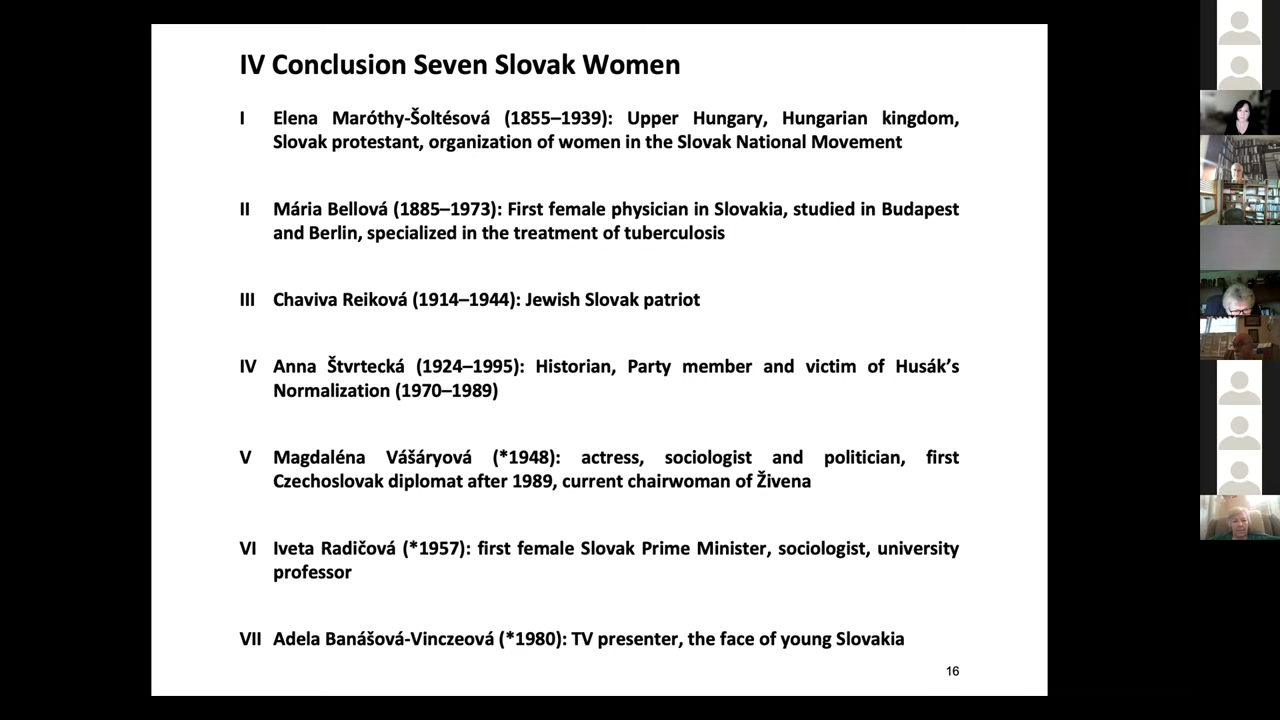 IV Conclusion Seven Slovak Women
I Elena Maróthy-Šoltésová (1855–1939): Upper Hungary, Hungarian kingdom,
Slovak protestant, organization of women in the Slovak National Movement
II Mária Bellová (1885–1973): First female physician in Slovakia, studied in Budapest
and Berlin, specialized in the treatment of tuberculosis
III Chaviva Reiková (1914–1944): Jewish Slovak patriot
IV Anna Štvrtecká (1924–1995): Historian, Party member and victim of Husák’s
Normalization (1970–1989)
V Magdaléna Vášáryová (*1948): actress, sociologist and politician, first
Czechoslovak diplomat after 1989, current chairwoman of Živena
VI Iveta Radičová (*1957): first female Slovak Prime Minister, sociologist, university
professor
VII Adela Banášová-Vinczeová (*1980): TV presenter, the face of young Slovakia
16